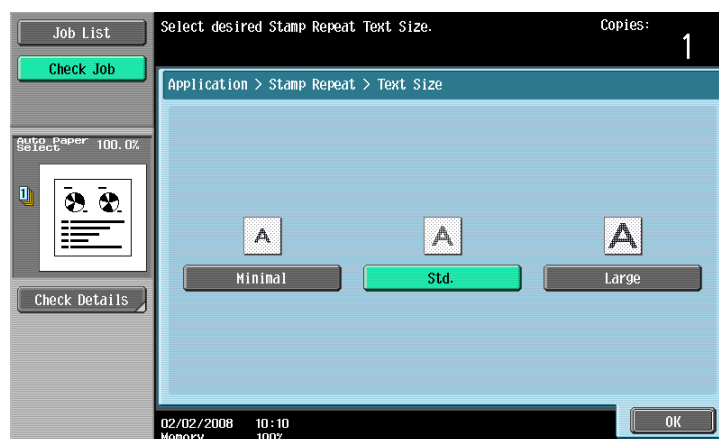 Job List
Select desired Stamp Repeat Text Size.
Copies:
1
Check Job
Application > Stamp Repeat > Text Size
Auto Paper
Select
100.0%
1
A
A
A
Minimal
Std.
Large
Check Details
OK
02/02/2008 10:10
Memory 100%